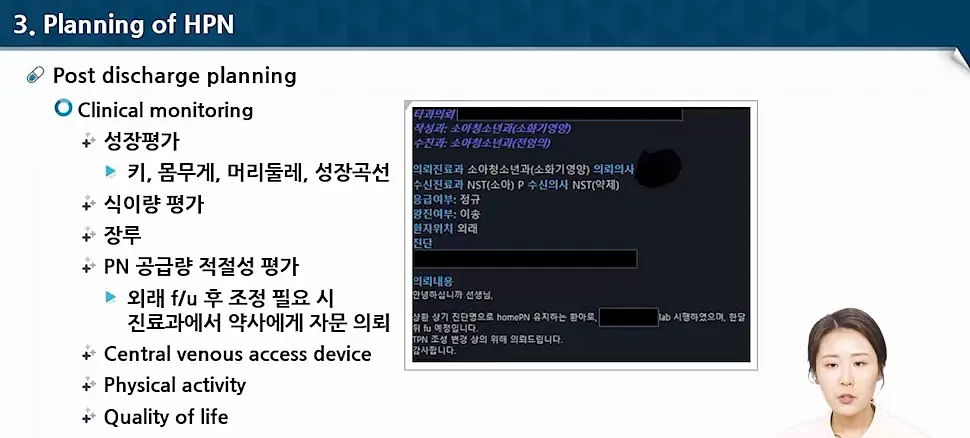 3. Planning of HPN
Post discharge planning
Clinical monitoring
성장평가
키, 몸무게, 머리둘레, 성장곡선
식이량 평가
장루
PN 공급량 적절성 평가
외래 f/u 후 조정 필요 시
진료과에서 약사에게 자문 의뢰
Central venous access device
Physical activity
Quality of life
타과의뢰
작성과: 소아청소년과(소화기영양)
수진과: 소아청소년과(전임의)
의뢰진료과 소아청소년과(소화기영양) 의뢰의사
수신진료과 NST(소아) P 수신의사 NST(약제)
응급여부: 정규
왕진여부: 이송
환자위치 외래
진단
의뢰내용
안녕하십니까 선생님,
상환 상기 진단명으로 homePN 유지하는 환아로, lab 시행하였으며, 한달
뒤 fu 예정입니다.
TPN 조성 변경 상의 위해 의뢰드립니다.
감사합니다.